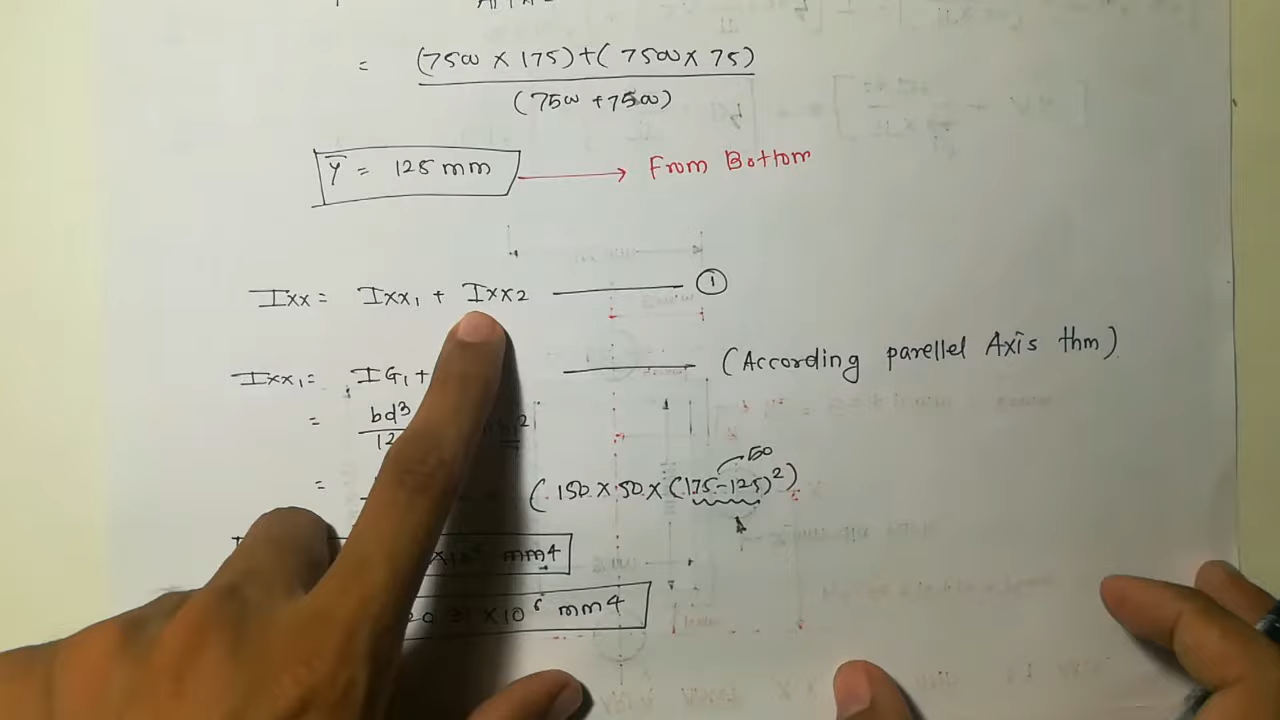 = (7500 × 175) + (7500 × 75)
(7500 + 7500)
Y̅ = 125 mm → From Bottom
Ixx = Ixx1 + Ixx2 ——— ①
Ixx1 = IG1 + ——— (According parellel Axis thm)
= bd³
12
= (150 × 50 × (175-125)²) 50
mm4
×10⁶ mm4